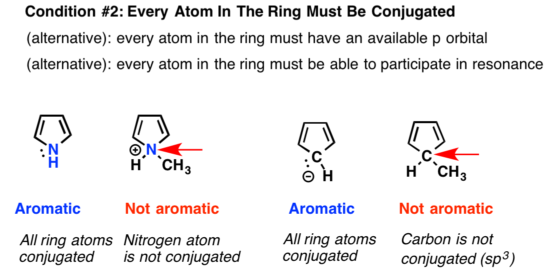 Condition #2: Every Atom In The Ring Must Be Conjugated
(alternative): every atom in the ring must have an available p orbital
(alternative): every atom in the ring must be able to participate in resonance
N
H
⊕ N
H CH3
C
⊖ H
C
H CH3
Aromatic Not aromatic Aromatic Not aromatic
All ring atoms conjugated
Nitrogen atom is not conjugated
All ring atoms conjugated
Carbon is not conjugated (sp³)